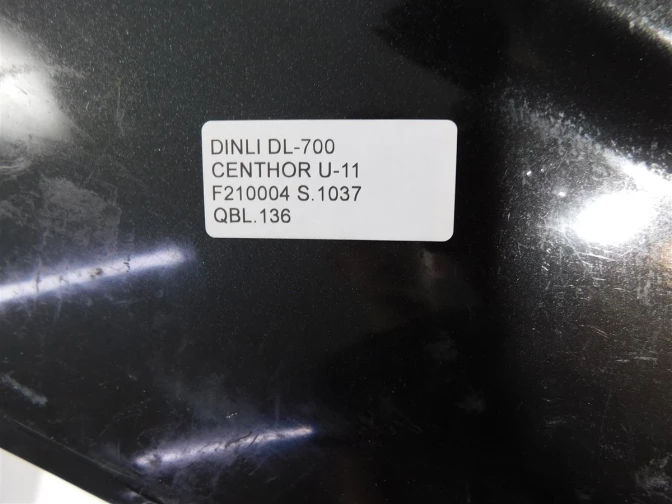 DINLI DL-700
CENTHOR U-11
F210004 S.1037
QBL.136